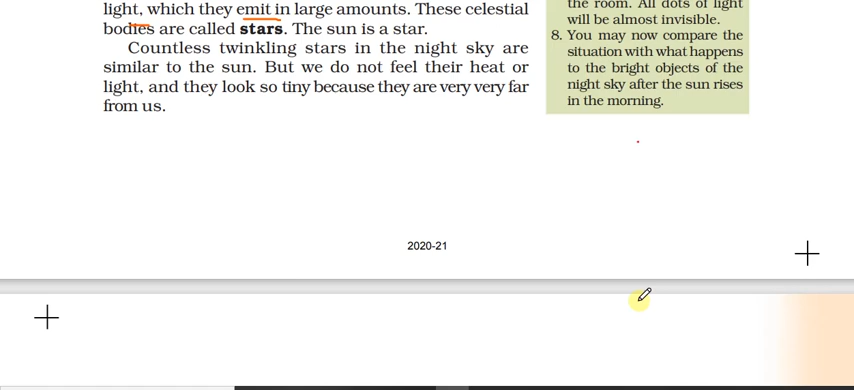 light, which they emit in large amounts. These celestial
bodies are called stars. The sun is a star.
Countless twinkling stars in the night sky are
similar to the sun. But we do not feel their heat or
light, and they look so tiny because they are very very far
from us.
the room. All dots of light
will be almost invisible.
8. You may now compare the
situation with what happens
to the bright objects of the
night sky after the sun rises
in the morning.
2020-21